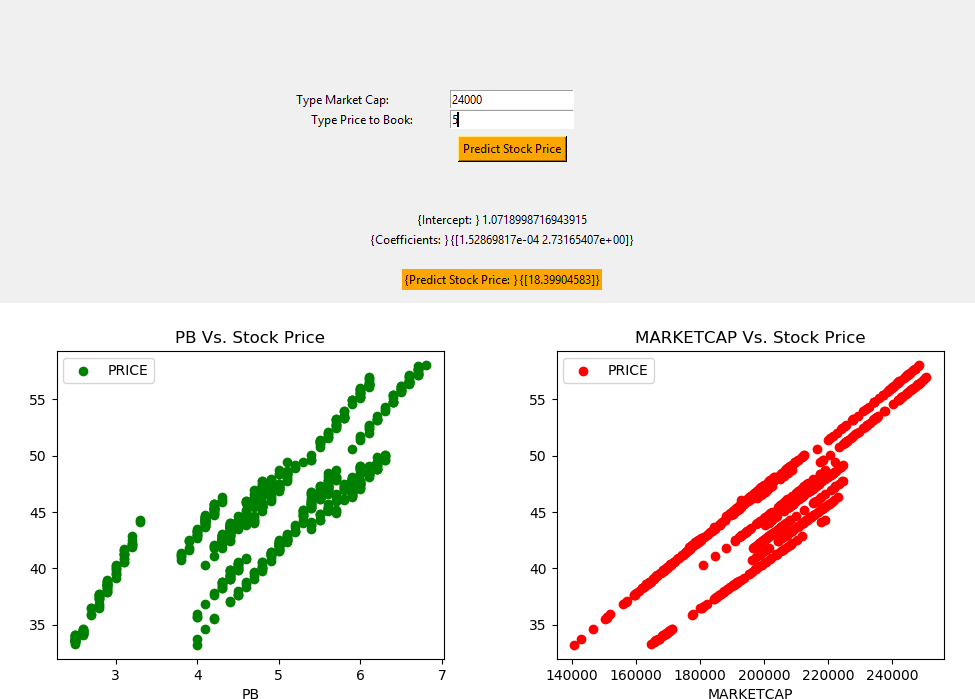 Type Market Cap: 24000
Type Price to Book: 5
Predict Stock Price
{Intercept: } 1.0718998716943915
{Coefficients: } {[1.52869817e-04 2.73165407e+00]}
{Predict Stock Price: } {[18.39904583]}
PB Vs. Stock Price
PRICE
55
50
45
40
35
3 4 5 6 7
PB
MARKETCAP Vs. Stock Price
PRICE
55
50
45
40
35
140000 160000 180000 200000 220000 240000
MARKETCAP